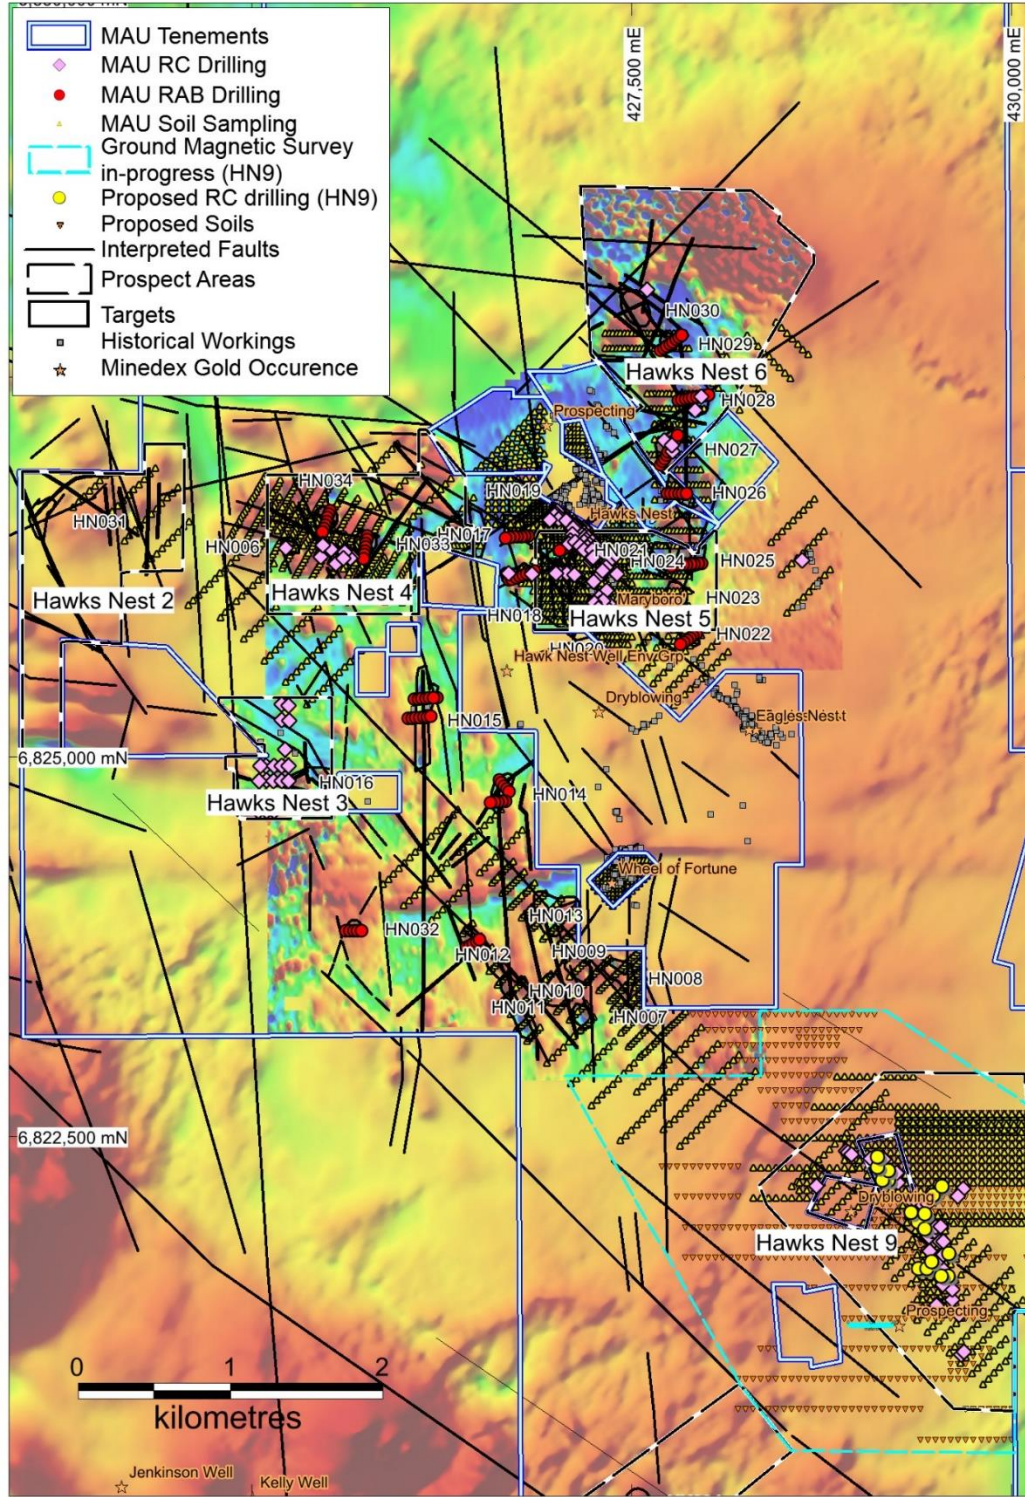 MAU Tenements
MAU RC Drilling
MAU RAB Drilling
MAU Soil Sampling
Ground Magnetic Survey
in-progress (HN9)
Proposed RC drilling (HN9)
Proposed Soils
Interpreted Faults
Prospect Areas
Targets
Historical Workings
Minedex Gold Occurence
427,500 mE
430,000 mE
HN030
HN029
Hawks Nest 6
HN028
Prospecting
HN027
HN034
HN019
HN026
HN031
Hawks Nest
HN017
HN006
HN033
HN021
HN024
HN025
Hawks Nest 2
Hawks Nest 4
Maryboro
HN023
HN018
Hawks Nest 5
HN022
HN020
Hawk Nest Well Env Grp
Dryblowing
HN015
Eagles Nest t
6,825,000 mN
HN016
HN014
Hawks Nest 3
Wheel of Fortune
HN013
HN032
HN012
HN009
HN008
HN010
HN011
HN007
6,822,500 mN
Dryblowing
Hawks Nest 9
Prospecting
0 1 2
kilometres
Jenkinson Well
Kelly Well